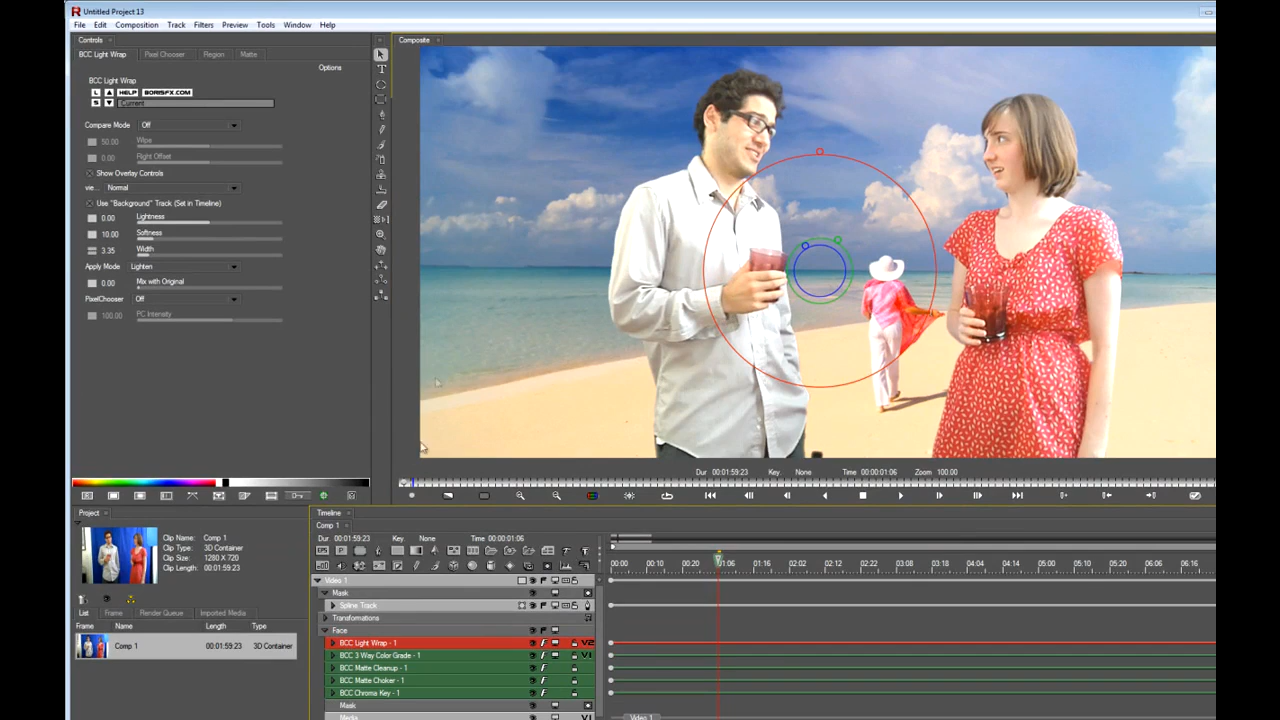 Untitled Project 13
File Edit Composition Track Filters Tools Preview Window Help
Controls
BCC Light Wrap Pixel Chooser Region Matte
Options
BCC Light Wrap
L HELP BORISFX.COM
S Current
Compare Mode Off
50.00 Wipe
0.00 Right Offset
Show Overlay Controls
vie... Normal
Use "Background" Track (Set in Timeline)
0.00 Lightness
10.00 Softness
3.35 Width
Apply Mode Lighten
0.00 Mix with Original
PixelChooser Off
100.00 PC Intensity
Composite
Dur 00:01:59:23 Key: None Time 00:00:01:06 Zoom 100.00
Project
Clip Name: Comp 1
Clip Type: 3D Container
Clip Size: 1280 X 720
Clip Length: 00:01:59:23
List Frame Render Queue Imported Media
Frame Name Length Type
Comp 1 00:01:59:23 3D Container
Timeline
Comp 1
Dur 00:01:59:23 Key: None Time 00:00:01:06
00:00 00:10 00:20 01:06 01:16 02:02 02:12 02:22 03:08 03:18 04:04 04:14 05:00 05:10 05:20 06:06 06:16
Video 1
Mask
Spline Track
Transformations
Face
BCC Light Wrap - 1 V2
BCC 3 Way Color Grade - 1 V1
BCC Matte Cleanup - 1
BCC Matte Choker - 1
BCC Chroma Key - 1
Mask
Media V1
Video 1